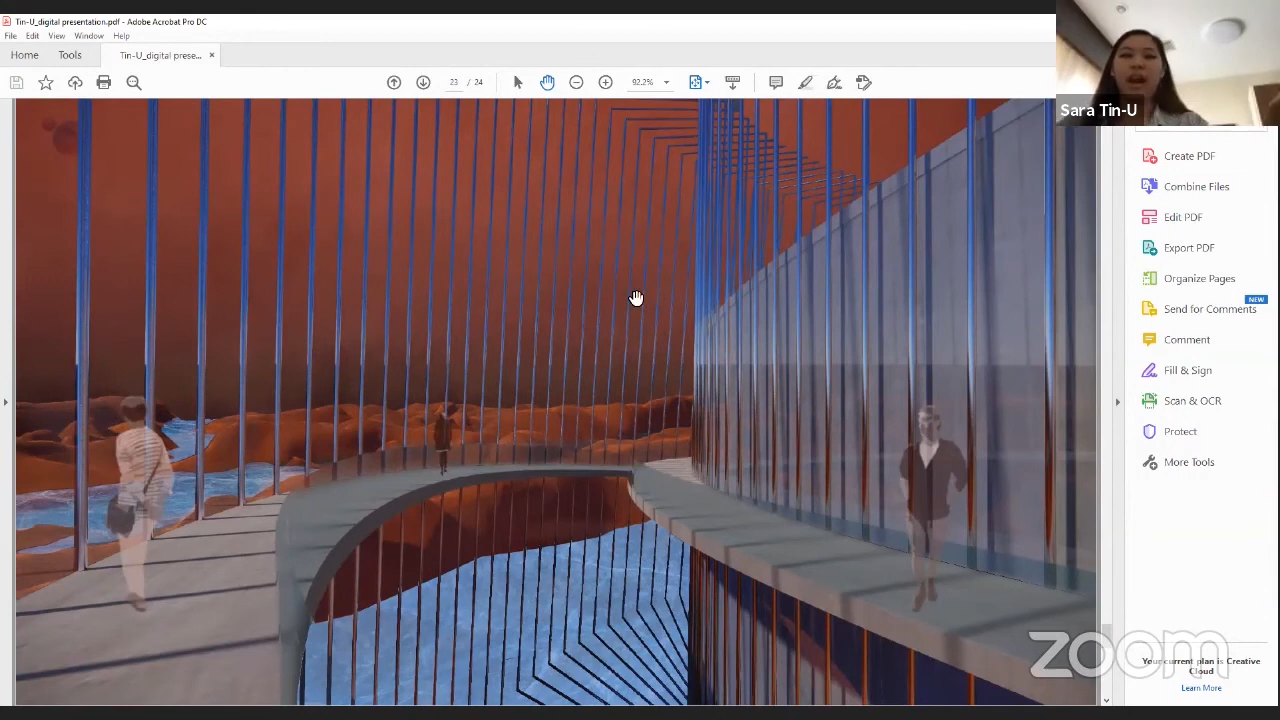 Tin-U_digital presentation.pdf - Adobe Acrobat Pro DC
File Edit View Window Help
Home Tools Tin-U_digital prese... ×
23 / 24 92.2%
Sara Tin-U
Create PDF
Combine Files
Edit PDF
Export PDF
Organize Pages
NEW
Send for Comments
Comment
Fill & Sign
Scan & OCR
Protect
More Tools
zoom
Your current plan is Creative
Cloud
Learn More